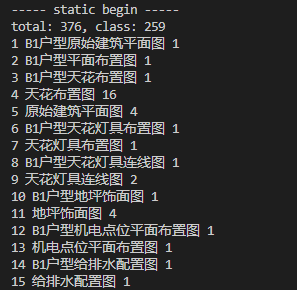 ----- static begin -----
total: 376, class: 259
1 B1户型原始建筑平面图 1
2 B1户型平面布置图 1
3 B1户型天花布置图 1
4 天花布置图 16
5 原始建筑平面图 4
6 B1户型天花灯具布置图 1
7 天花灯具布置图 1
8 B1户型天花灯具连线图 1
9 天花灯具连线图 2
10 B1户型地坪饰面图 1
11 地坪饰面图 4
12 B1户型机电点位平面布置图 1
13 机电点位平面布置图 1
14 B1户型给排水配置图 1
15 给排水配置图 1